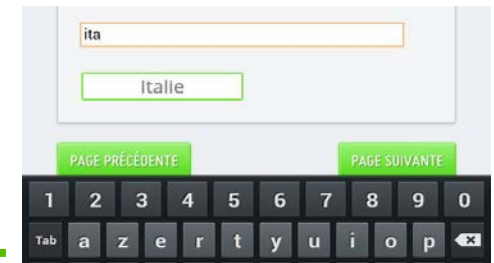 ita
Italie
PAGE PRÉCÉDENTE PAGE SUIVANTE
1 2 3 4 5 6 7 8 9 0
Tab a z e r t y u i o p